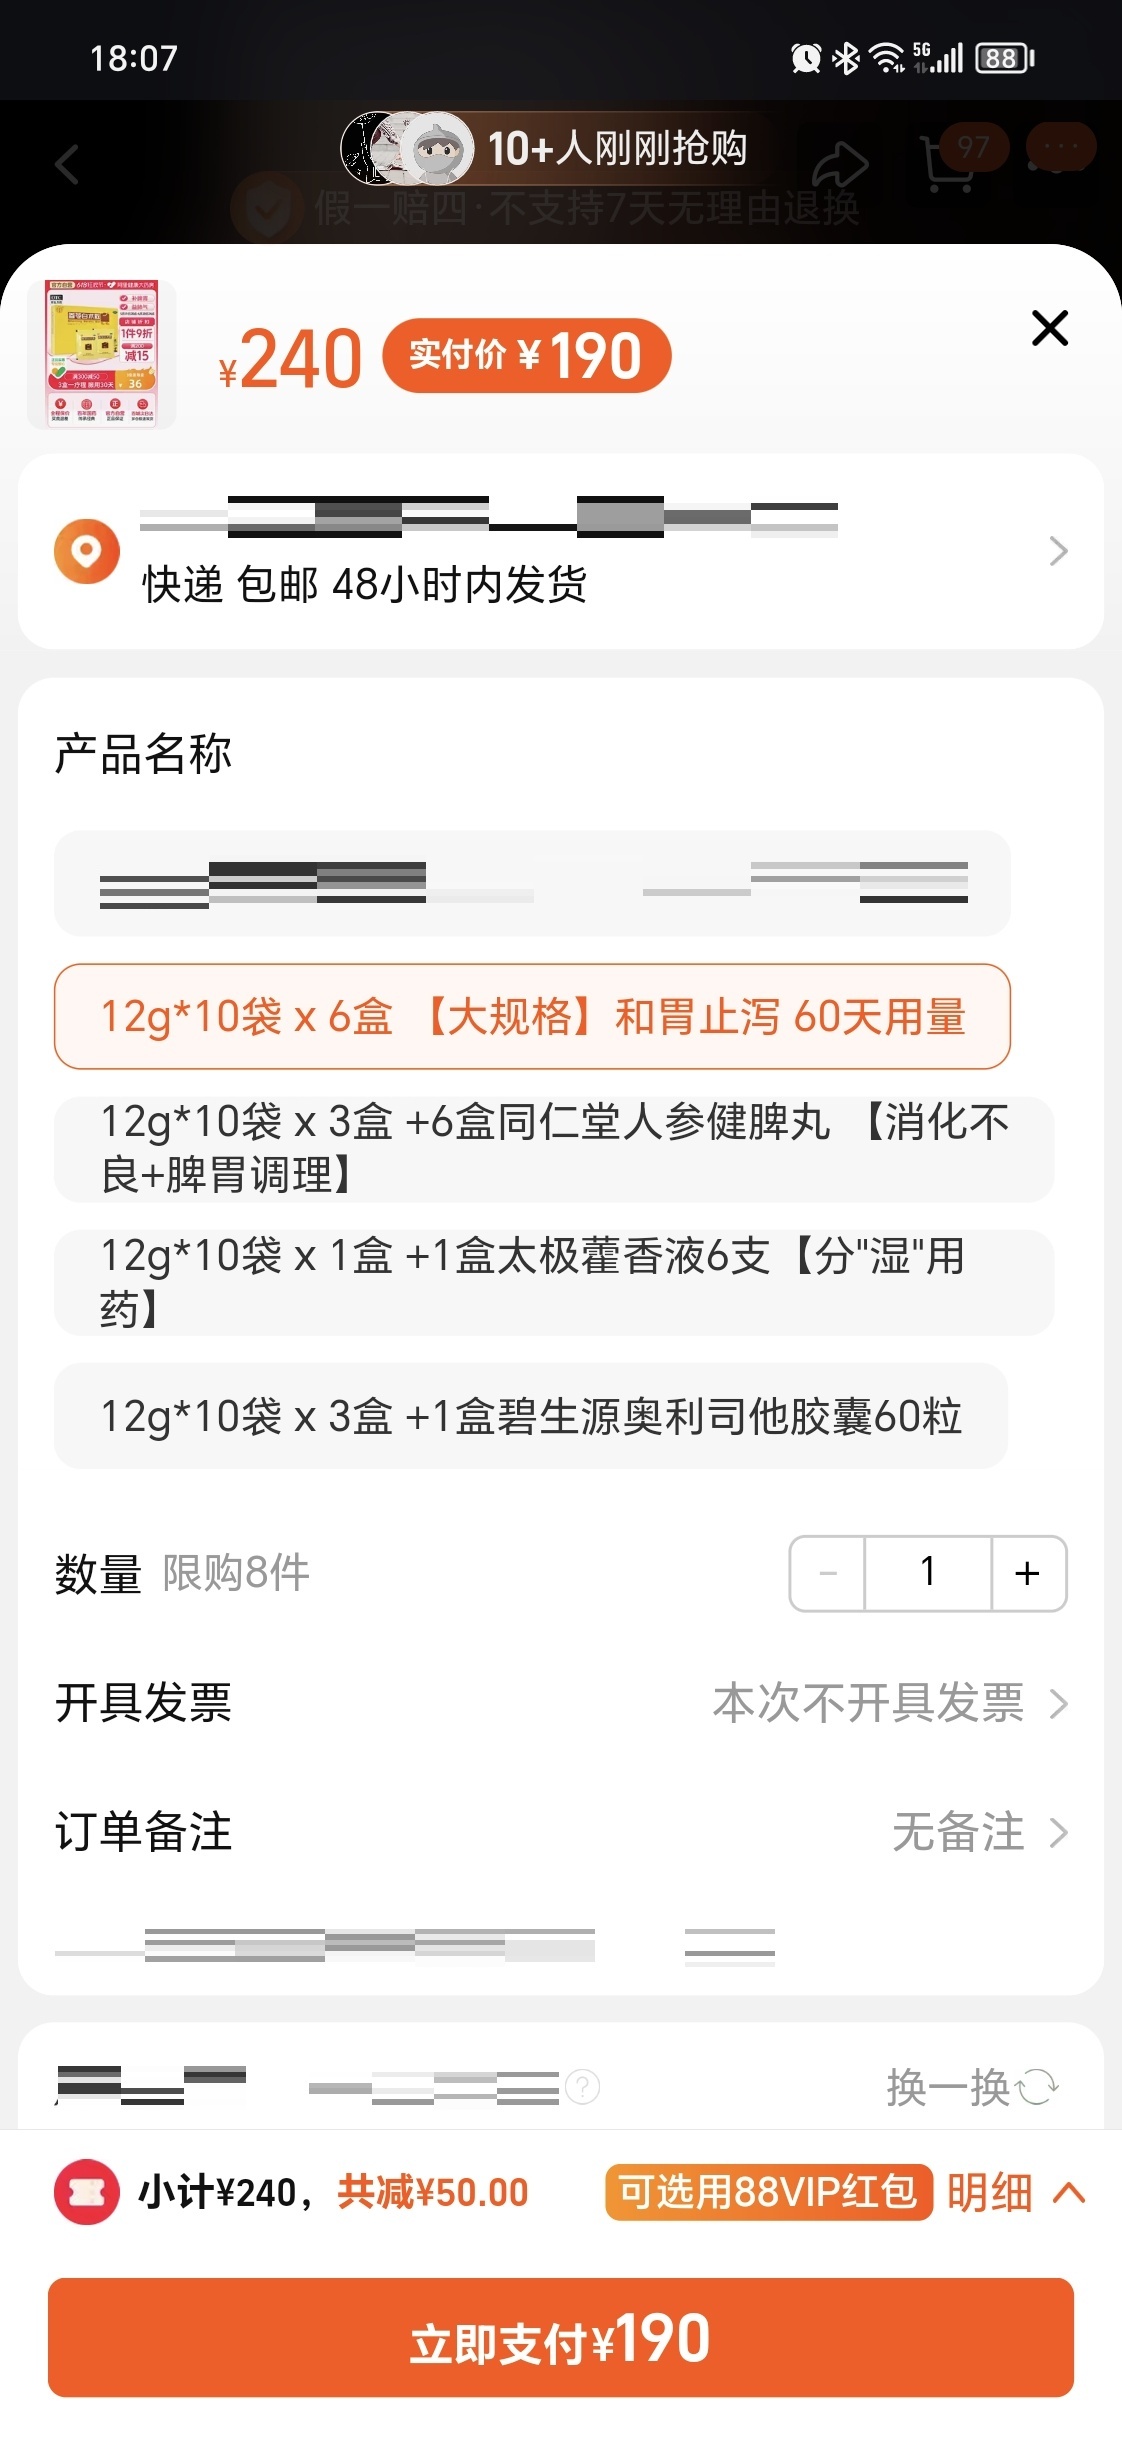 18:07
5G
88
10+人刚刚抢购
97
假一赔四·不支持7天无理由退换
1件9折
减15
36
¥240
实付价 ¥190
快递 包邮 48小时内发货
产品名称
12g*10袋 x 6盒 【大规格】和胃止泻 60天用量
12g*10袋 x 3盒 +6盒同仁堂人参健脾丸 【消化不
良+脾胃调理】
12g*10袋 x 1盒 +1盒太极藿香液6支【分"湿"用
药】
12g*10袋 x 3盒 +1盒碧生源奥利司他胶囊60粒
数量 限购8件
− 1 +
开具发票 本次不开具发票
订单备注 无备注
? 换一换
小计¥240，共减¥50.00 可选用88VIP红包 明细
立即支付¥190